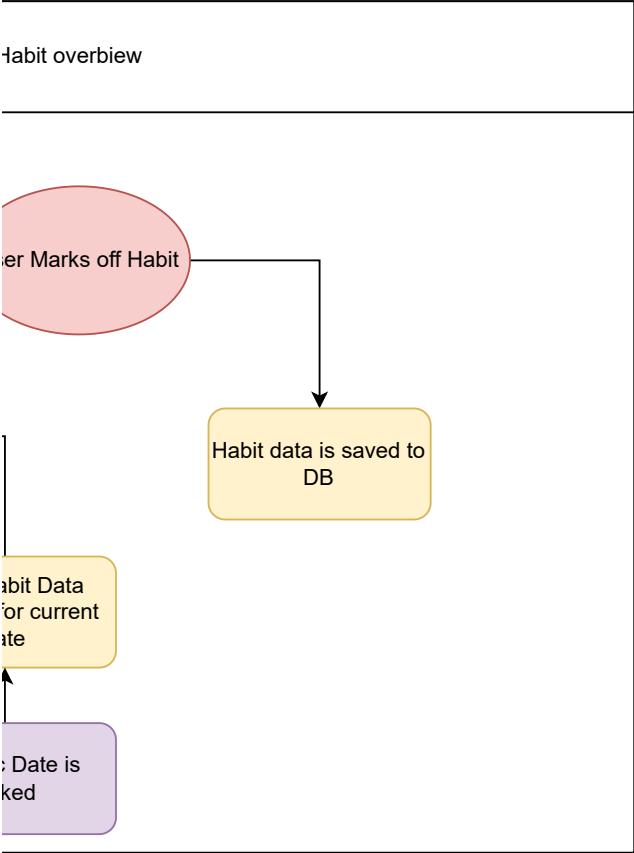 Habit overbiew
ser Marks off Habit
Habit data is saved to
DB
abit Data
for current
ate
c Date is
ked